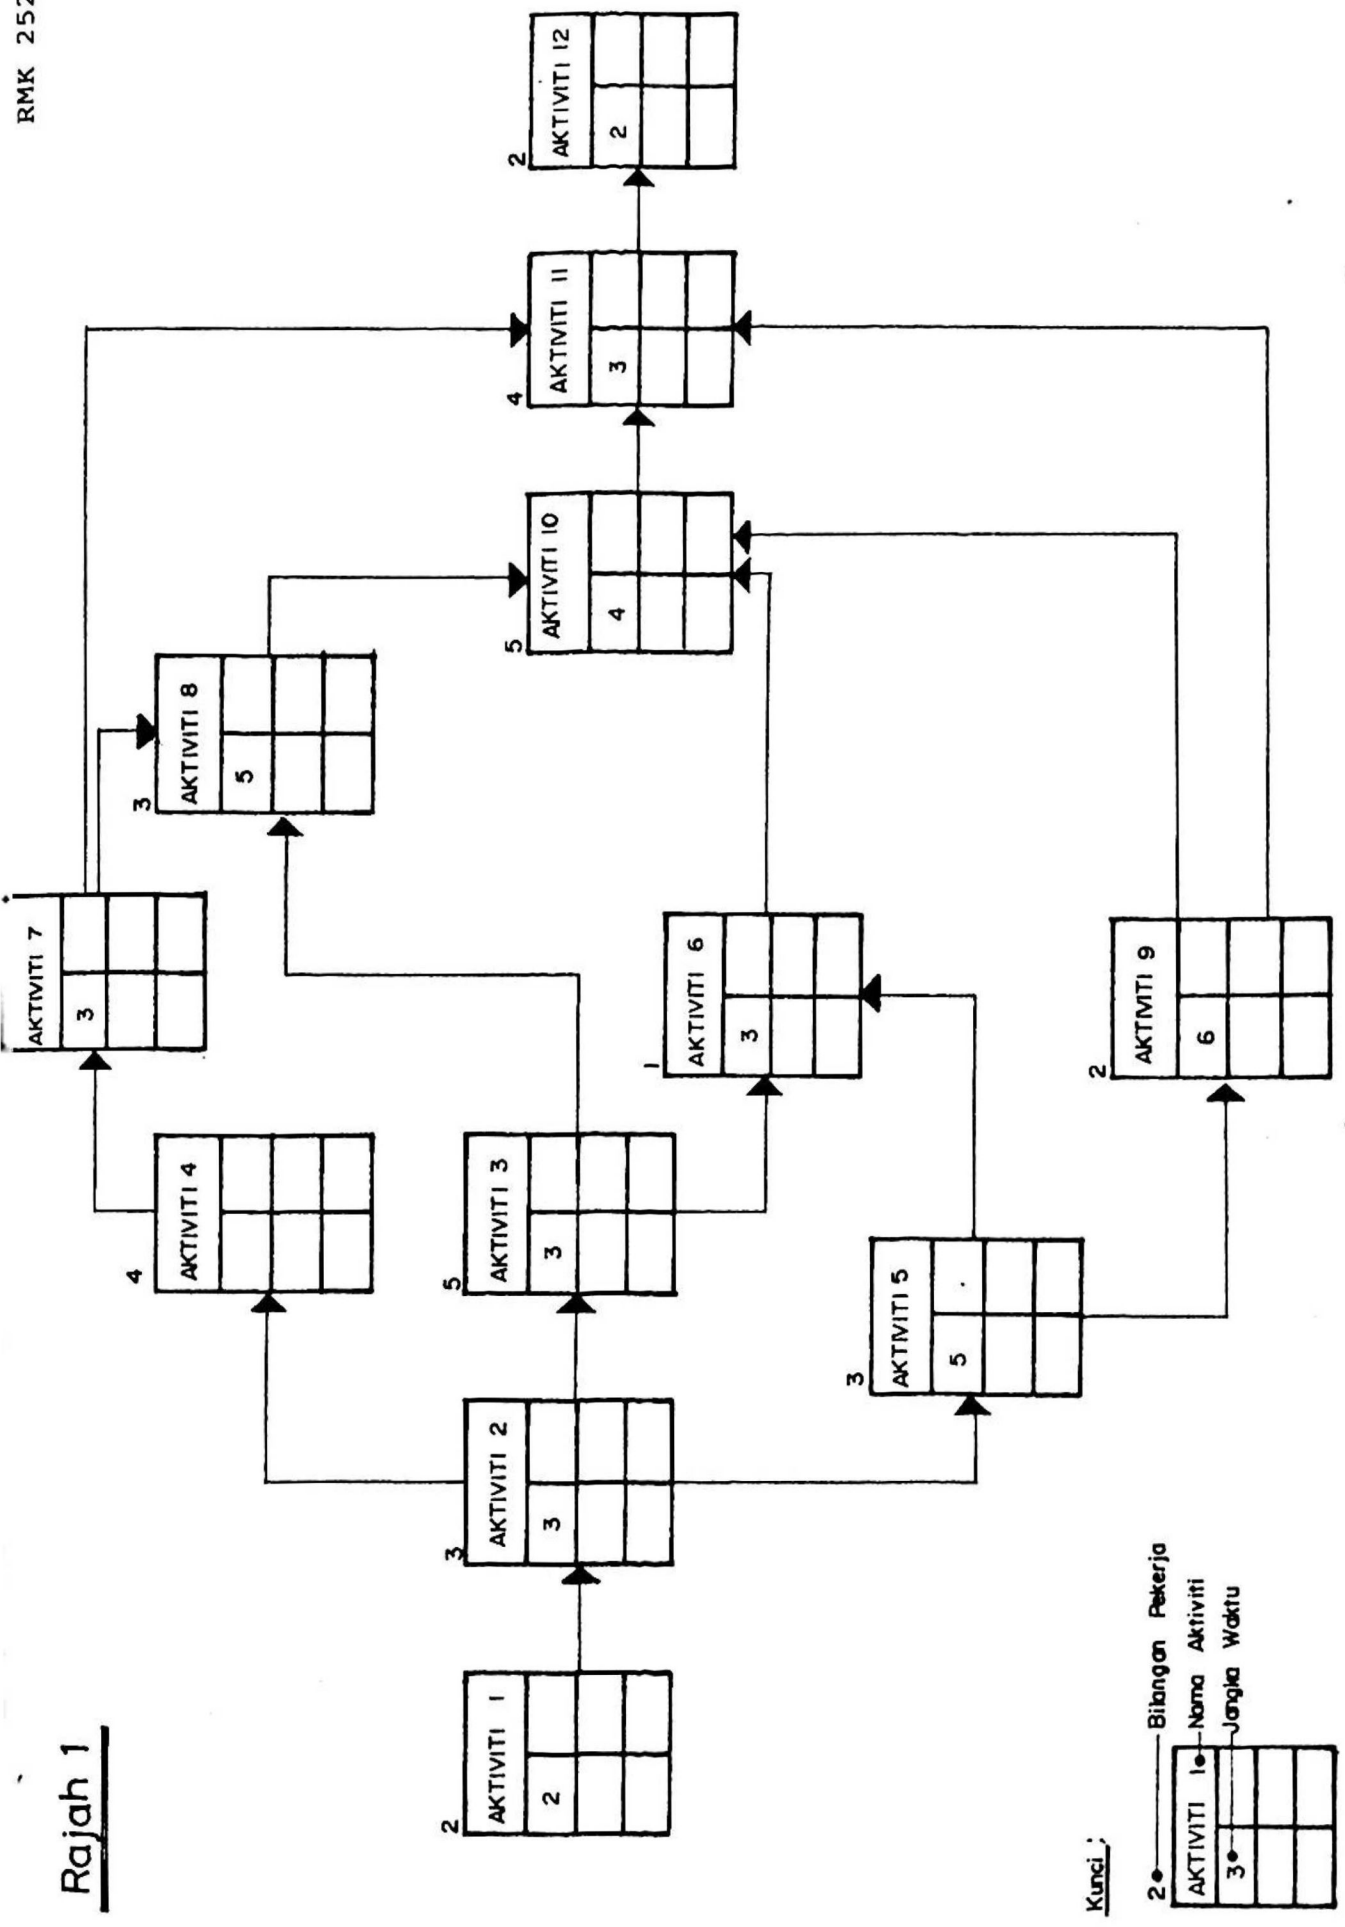 RMK 252
Rajah 1
2
AKTIVITI 1
2
3
AKTIVITI 2
3
4
AKTIVITI 4
5
AKTIVITI 3
3
3
AKTIVITI 5
5
AKTIVITI 7
3
1
AKTIVITI 6
3
2
AKTIVITI 9
6
3
AKTIVITI 8
5
5
AKTIVITI 10
4
4
AKTIVITI 11
3
2
AKTIVITI 12
2
Kunci ;
2 Bilangan Pekerja
AKTIVITI 1 Nama Aktiviti
3 Jangka Waktu